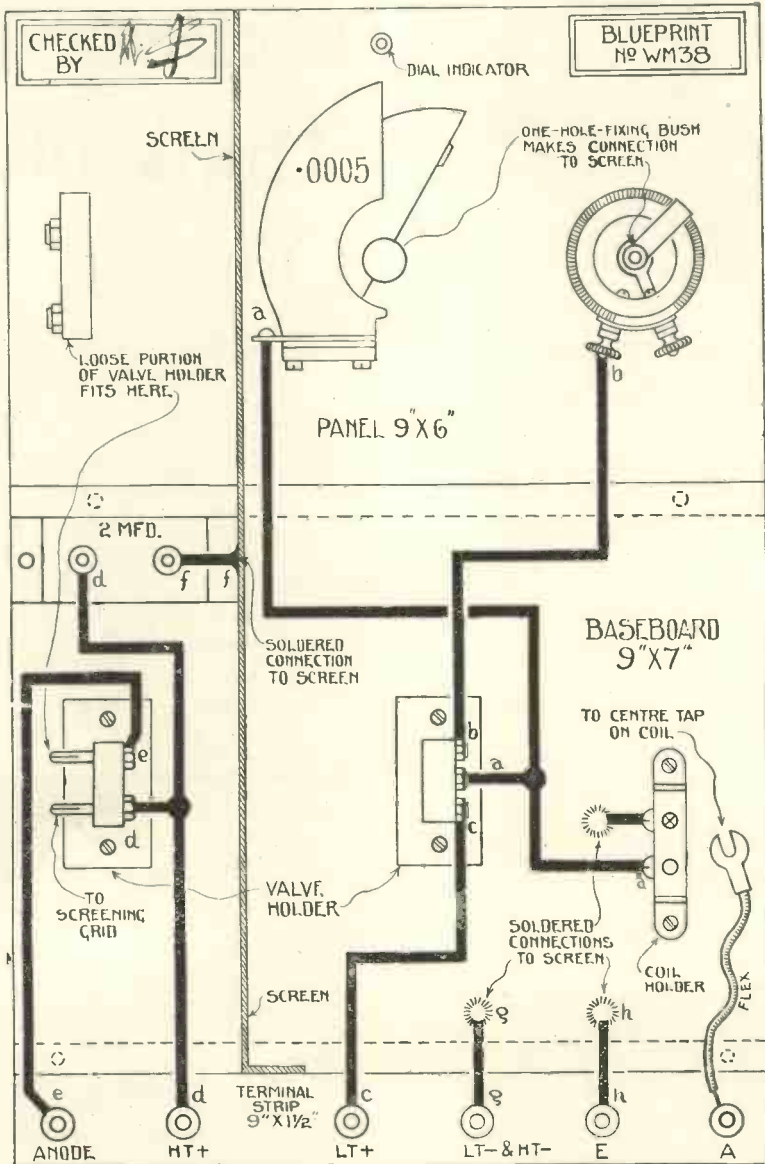 CHECKED
BY
BLUEPRINT
Nº WM38
DIAL INDICATOR
SCREEN
ONE-HOLE-FIXING BUSH
MAKES CONNECTION
TO SCREEN
·0005
a
b
LOOSE PORTION
OF VALVE HOLDER
FITS HERE
PANEL 9"X6"
2 MFD.
d
f
f
SOLDERED
CONNECTION
TO SCREEN
BASEBOARD
9"X7"
TO CENTRE TAP
ON COIL
e
b
a
c
d
a
TO
SCREENING
GRID
VALVE
HOLDER
SOLDERED
CONNECTIONS
TO SCREEN
COIL
HOLDER
FLEX
SCREEN
g
h
e
d
TERMINAL
STRIP
9"X1½"
c
g
h
ANODE
HT+
LT+
LT-&HT-
E
A